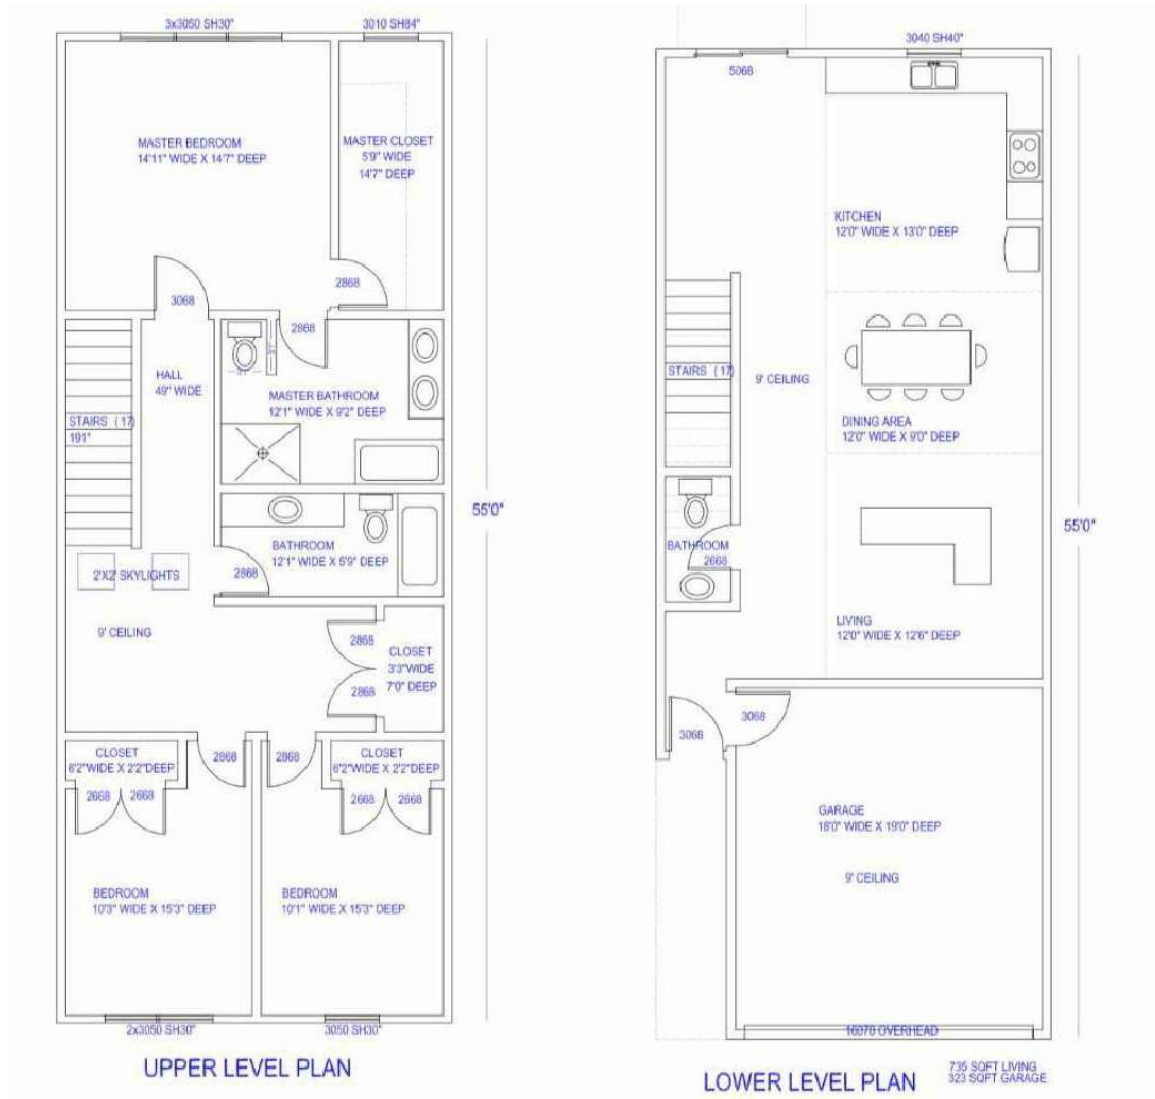 3x3050 SH30"
3010 SH84"
MASTER BEDROOM
14'11" WIDE X 14'7" DEEP
MASTER CLOSET
5'9" WIDE
14'7" DEEP
3068
2868
2868
HALL
49" WIDE
MASTER BATHROOM
12'1" WIDE X 9'2" DEEP
STAIRS (17)
191"
BATHROOM
12'1" WIDE X 5'9" DEEP
2'X2' SKYLIGHTS
2868
9' CEILING
2868
2868
CLOSET
3'3"WIDE
7'0" DEEP
55'0"
CLOSET
6'2"WIDE X 2'2"DEEP
2868
2868
CLOSET
6'2"WIDE X 2'2"DEEP
2668
2668
2668
2668
BEDROOM
10'3" WIDE X 15'3" DEEP
BEDROOM
10'1" WIDE X 15'3" DEEP
2x3050 SH30"
3050 SH30"
UPPER LEVEL PLAN
3040 SH40"
5068
KITCHEN
12'0" WIDE X 13'0" DEEP
STAIRS (17
9' CEILING
DINING AREA
12'0" WIDE X 9'0" DEEP
55'0"
BATHROOM
2668
LIVING
12'0" WIDE X 12'6" DEEP
3068
3068
GARAGE
18'0" WIDE X 19'0" DEEP
9" CEILING
16070 OVERHEAD
LOWER LEVEL PLAN
735 SQFT LIVING
323 SQFT GARAGE